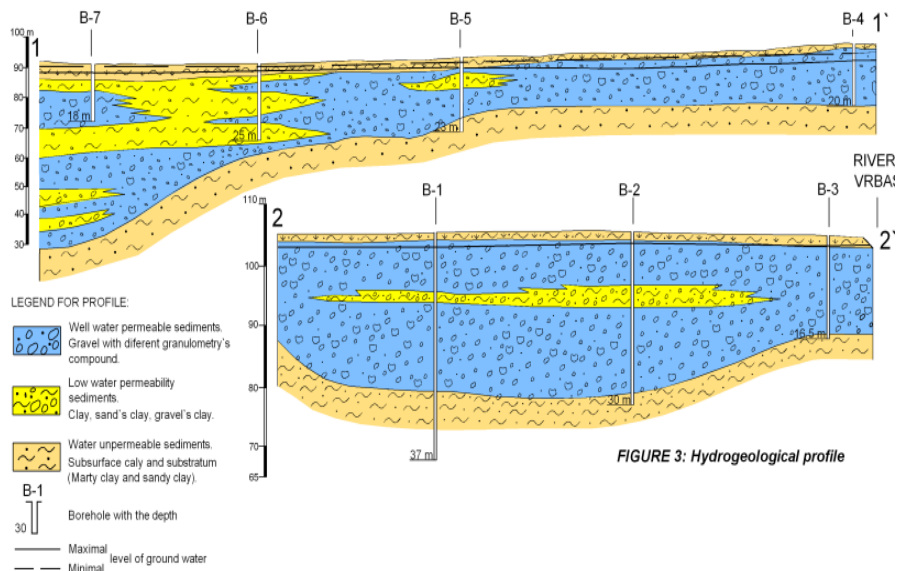 B-7 B-6 B-5 B-4
100 m 1 1`
90
80
70
60
50
40
30
18 m
25 m
23 m
20 m
RIVER
VRBAS
B-1 B-2 B-3
110 m 2 2`
100
90
80
70
65
16,5 m
30 m
37 m
LEGEND FOR PROFILE:
Well water permeable sediments.
Gravel with diferent granulometry`s
compound.
Low water permeability
sediments.
Clay, sand`s clay, gravel`s clay.
Water unpermeable sediments.
Subsurface caly and substratum
(Marty clay and sandy clay).
B-1
30
Borehole with the depth
Maximal
level of ground water
Minimal
FIGURE 3: Hydrogeological profile